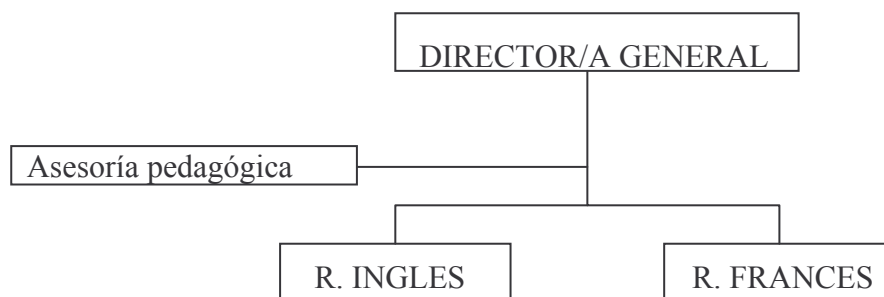 DIRECTOR/A GENERAL
Asesoría pedagógica
R. INGLES
R. FRANCES